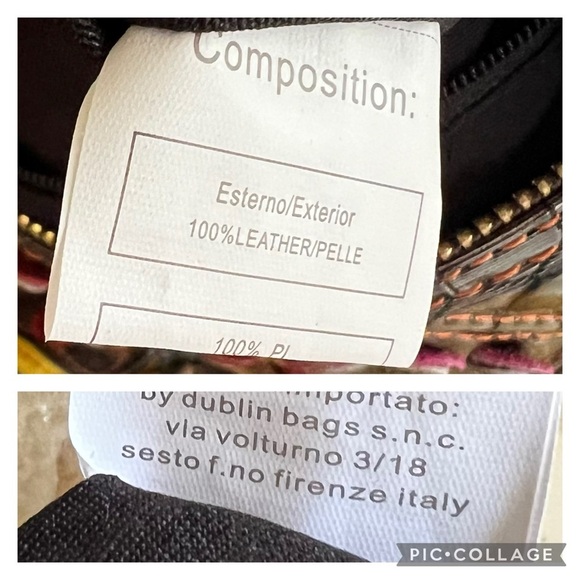 Composition:
Esterno/Exterior
100%LEATHER/PELLE
100% PL
importato:
by dublin bags s.n.c.
via volturno 3/18
sesto f.no firenze italy
PIC•COLLAGE